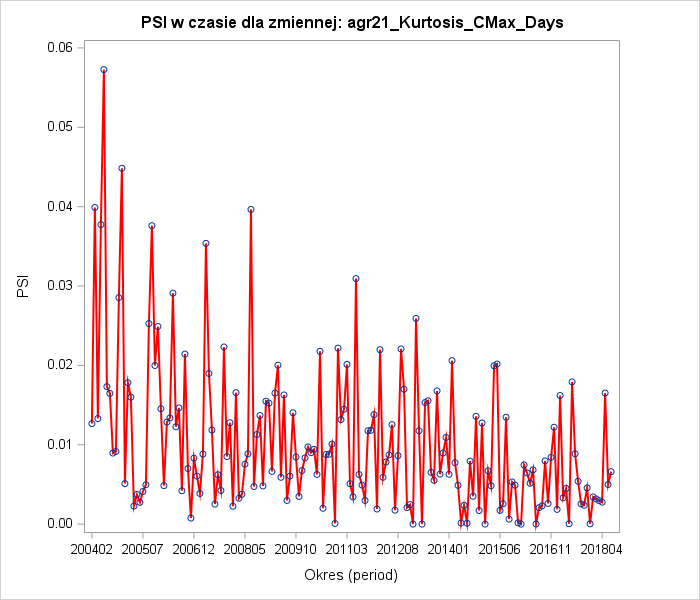 PSI w czasie dla zmiennej: agr21_Kurtosis_CMax_Days
0.06
0.05
0.04
0.03
0.02
0.01
0.00
PSI
200402 200507 200612 200805 200910 201103 201208 201401 201506 201611 201804
Okres (period)